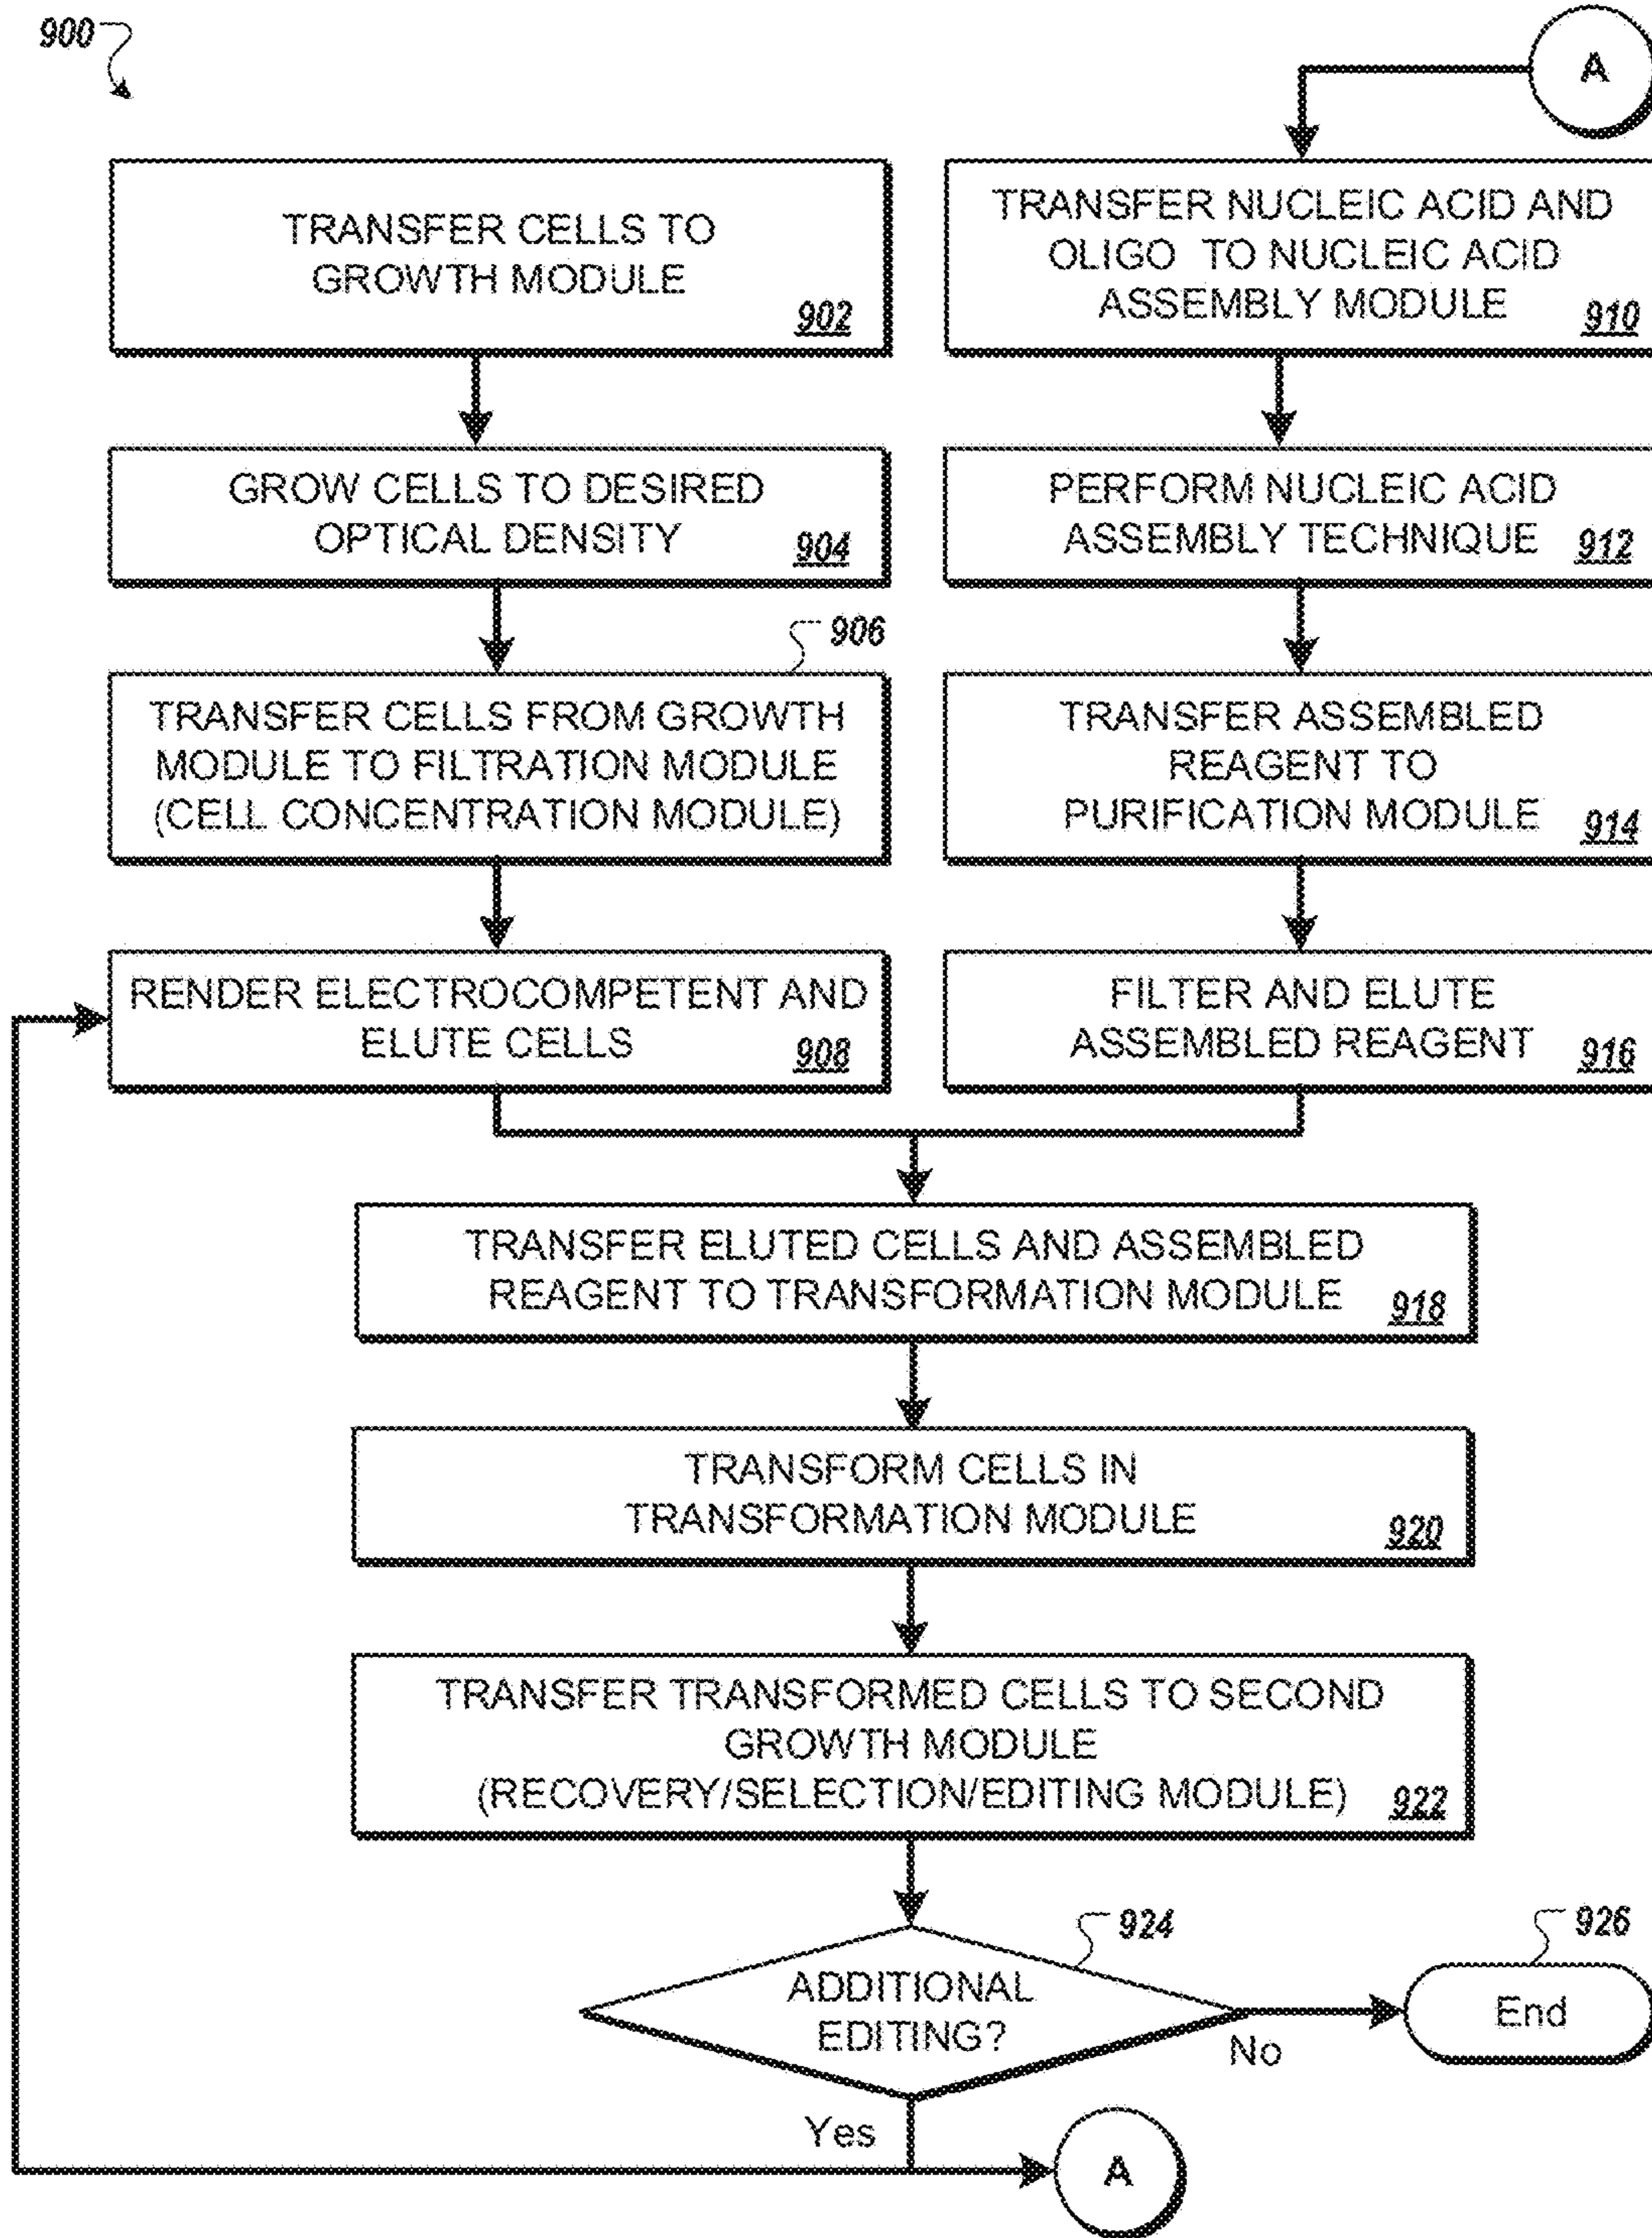 900
A
TRANSFER CELLS TO
GROWTH MODULE
902
GROW CELLS TO DESIRED
OPTICAL DENSITY
904
906
TRANSFER CELLS FROM GROWTH
MODULE TO FILTRATION MODULE
(CELL CONCENTRATION MODULE)
RENDER ELECTROCOMPETENT AND
ELUTE CELLS
908
TRANSFER NUCLEIC ACID AND
OLIGO TO NUCLEIC ACID
ASSEMBLY MODULE
910
PERFORM NUCLEIC ACID
ASSEMBLY TECHNIQUE
912
TRANSFER ASSEMBLED
REAGENT TO
PURIFICATION MODULE
914
FILTER AND ELUTE
ASSEMBLED REAGENT
916
TRANSFER ELUTED CELLS AND ASSEMBLED
REAGENT TO TRANSFORMATION MODULE
918
TRANSFORM CELLS IN
TRANSFORMATION MODULE
920
TRANSFER TRANSFORMED CELLS TO SECOND
GROWTH MODULE
(RECOVERY/SELECTION/EDITING MODULE)
922
924
ADDITIONAL
EDITING?
No
926
End
Yes
A